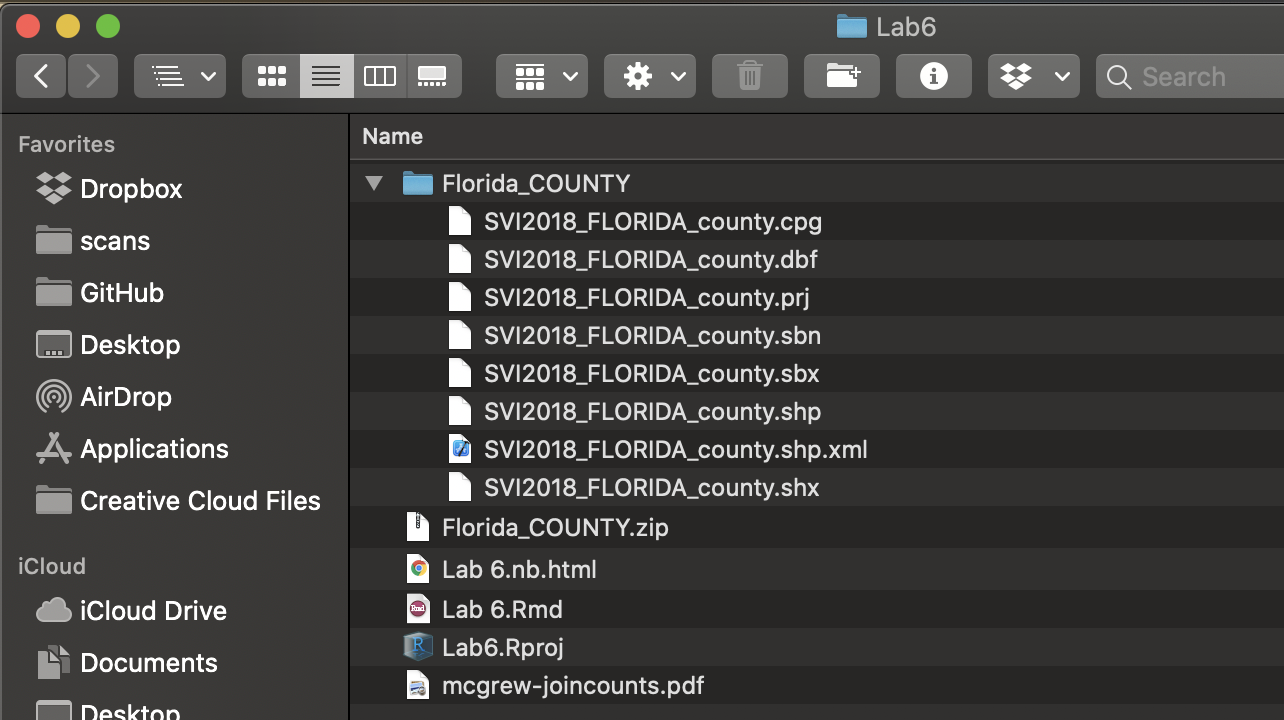 Lab6
Search
Favorites
Dropbox
scans
GitHub
Desktop
AirDrop
Applications
Creative Cloud Files
iCloud
iCloud Drive
Documents
Desktop
Name
Florida_COUNTY
SVI2018_FLORIDA_county.cpg
SVI2018_FLORIDA_county.dbf
SVI2018_FLORIDA_county.prj
SVI2018_FLORIDA_county.sbn
SVI2018_FLORIDA_county.sbx
SVI2018_FLORIDA_county.shp
SVI2018_FLORIDA_county.shp.xml
SVI2018_FLORIDA_county.shx
Florida_COUNTY.zip
Lab 6.nb.html
Lab 6.Rmd
Lab6.Rproj
mcgrew-joincounts.pdf